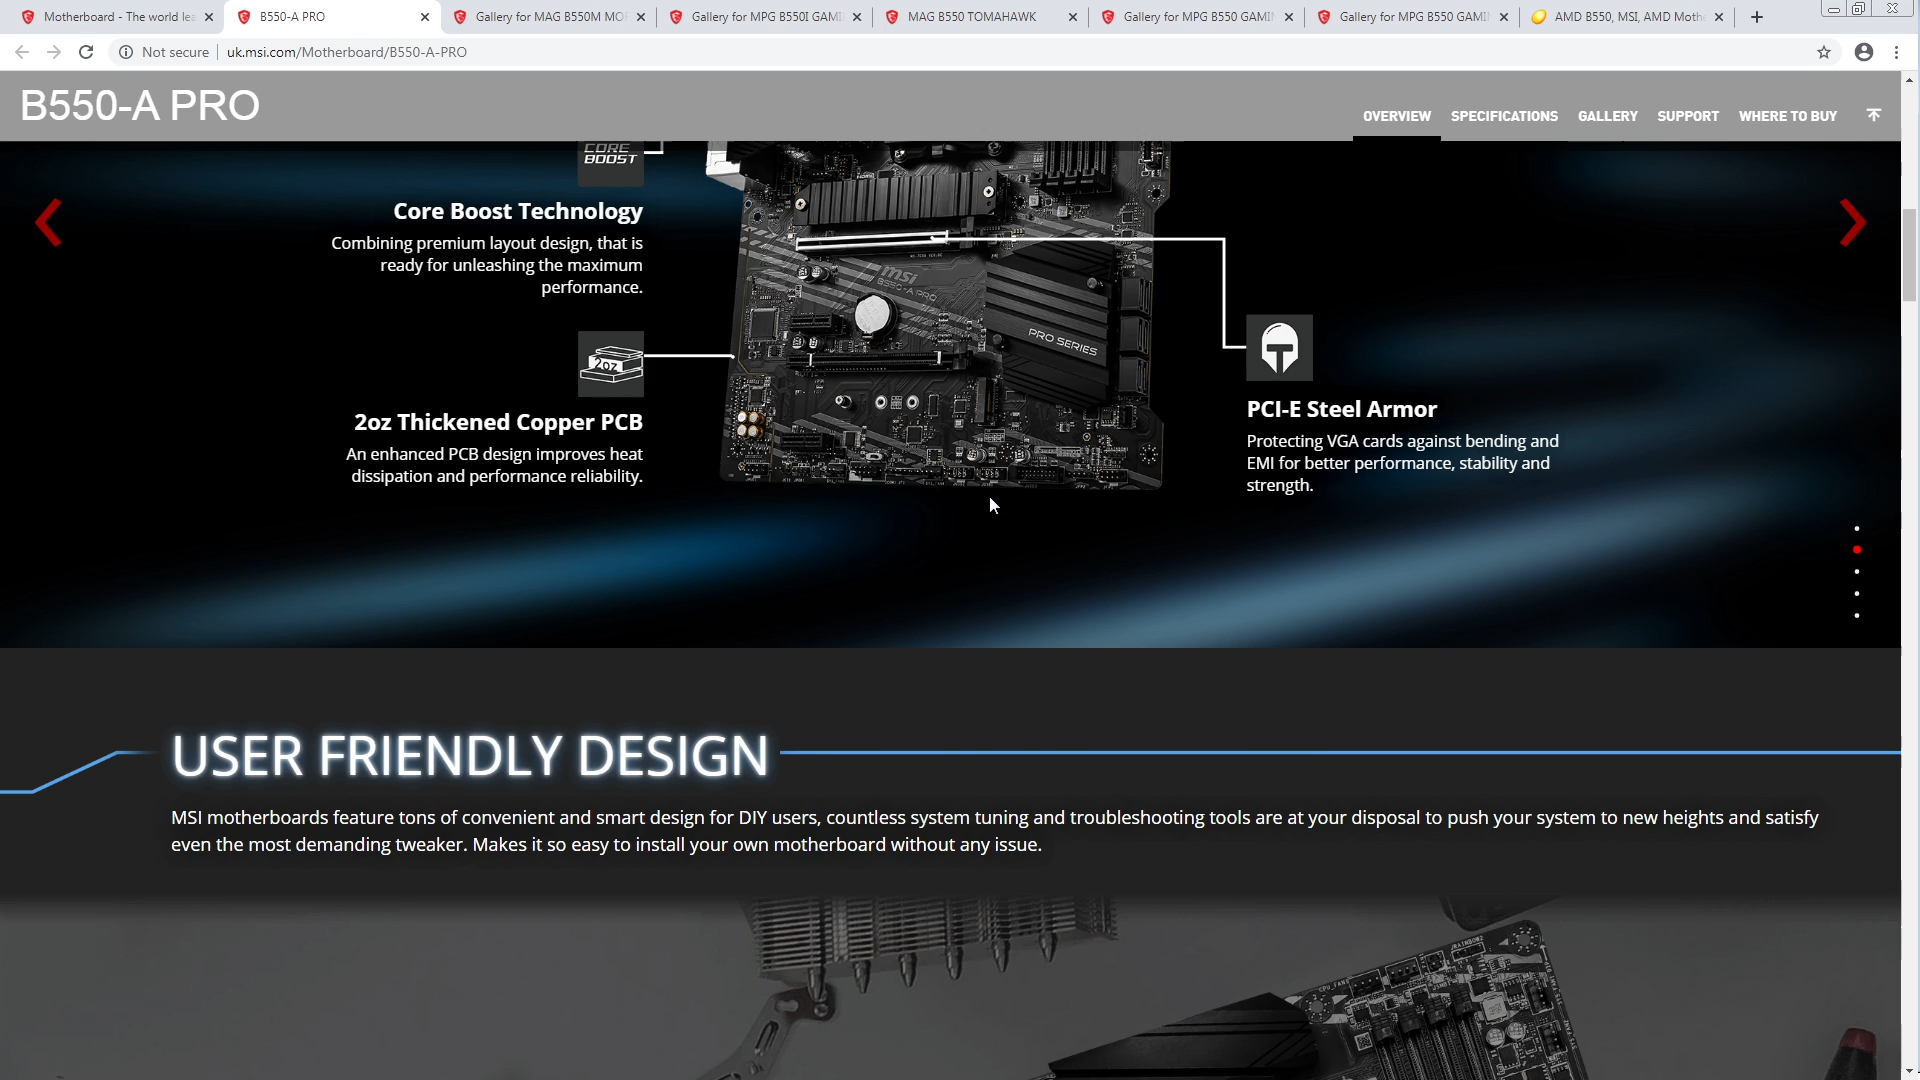 Motherboard - The world lea
B550-A PRO
Gallery for MAG B550M MOR
Gallery for MPG B550I GAMI
MAG B550 TOMAHAWK
Gallery for MPG B550 GAMIN
Gallery for MPG B550 GAMI
AMD B550, MSI, AMD Moth
Not secure
uk.msi.com/Motherboard/B550-A-PRO
B550-A PRO
OVERVIEW
SPECIFICATIONS
GALLERY
SUPPORT
WHERE TO BUY
CORE
BOOST
Core Boost Technology
Combining premium layout design, that is
ready for unleashing the maximum
performance.
msi
B550-A PRO
PRO SERIES
2oz
2oz Thickened Copper PCB
An enhanced PCB design improves heat
dissipation and performance reliability.
PCI-E Steel Armor
Protecting VGA cards against bending and
EMI for better performance, stability and
strength.
USER FRIENDLY DESIGN
MSI motherboards feature tons of convenient and smart design for DIY users, countless system tuning and troubleshooting tools are at your disposal to push your system to new heights and satisfy
even the most demanding tweaker. Makes it so easy to install your own motherboard without any issue.